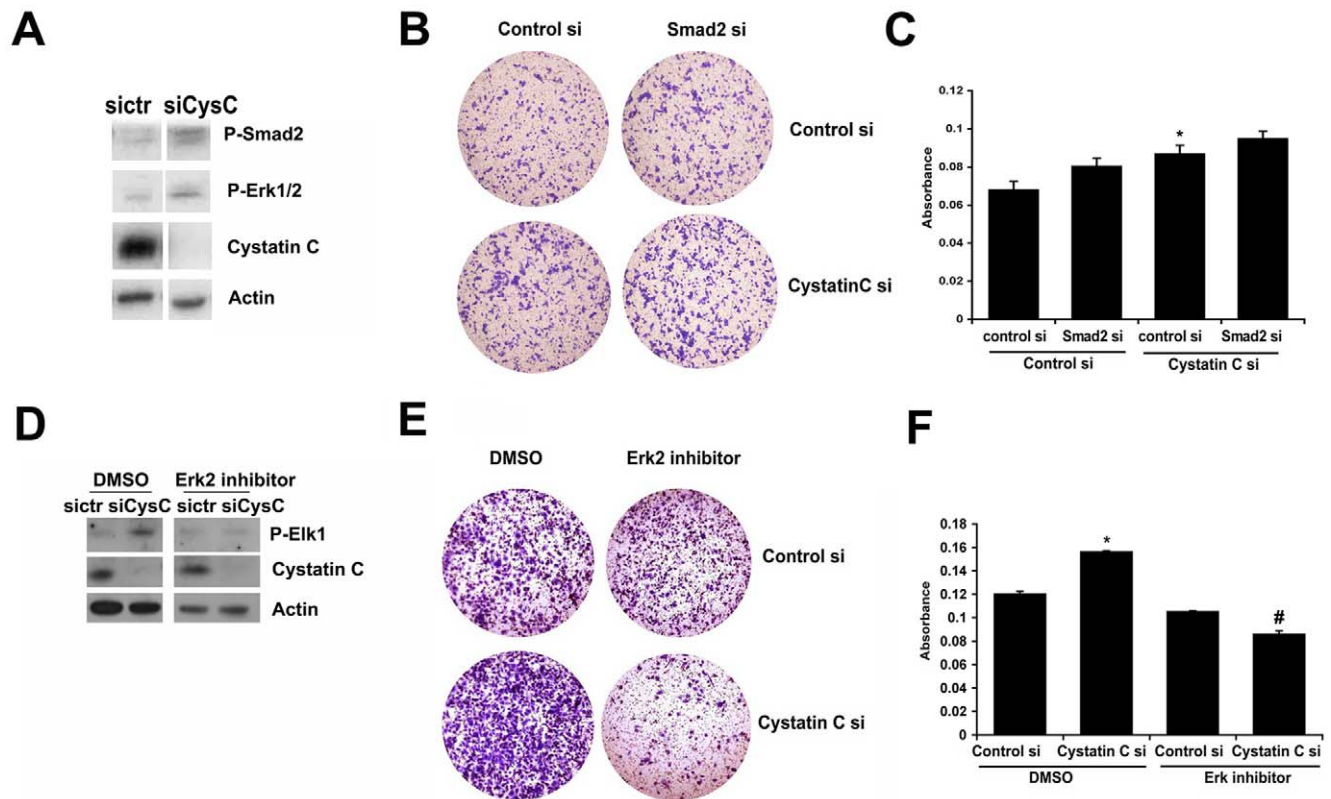 A
sictr siCysC
P-Smad2
P-Erk1/2
Cystatin C
Actin
B
Control si Smad2 si
Control si
CystatinC si
C
0.12
0.1
0.08
0.06
0.04
0.02
0
Absorbance
*
control si Smad2 si control si Smad2 si
Control si Cystatin C si
D
DMSO Erk2 inhibitor
sictr siCysC sictr siCysC
P-Elk1
Cystatin C
Actin
E
DMSO Erk2 inhibitor
Control si
Cystatin C si
F
0.18
0.16
0.14
0.12
0.1
0.08
0.06
0.04
0.02
0
Absorbance
*
#
Control si Cystatin C si Control si Cystatin C si
DMSO Erk inhibitor